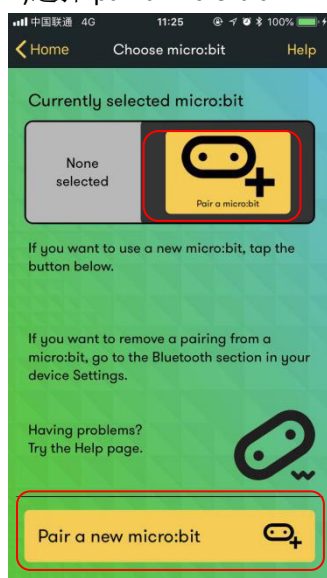 中国联通 4G 11:25 100%
Home Choose micro:bit Help
Currently selected micro:bit
None
selected
Pair a micro:bit
If you want to use a new micro:bit, tap the
button below.
If you want to remove a pairing from a
micro:bit, go to the Bluetooth section in your
device Settings.
Having problems?
Try the Help page.
Pair a new micro:bit